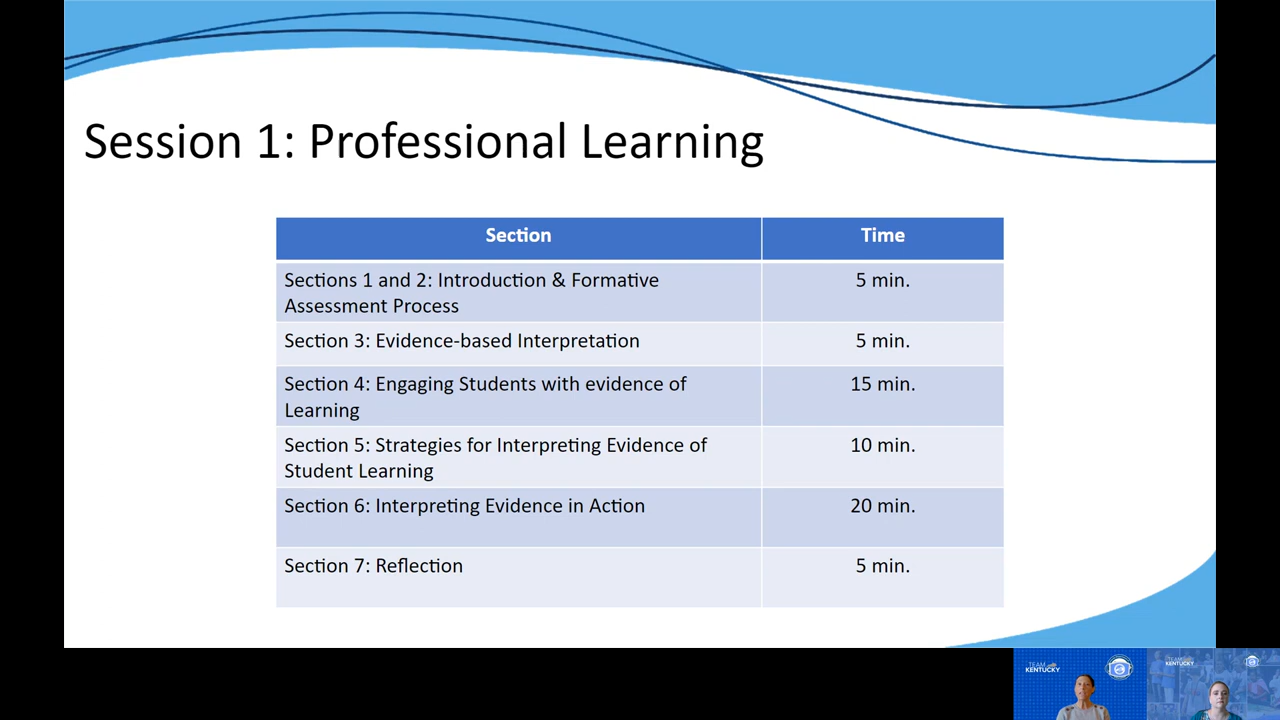 Session 1: Professional Learning
Section Time
Sections 1 and 2: Introduction & Formative 5 min.
Assessment Process
Section 3: Evidence-based Interpretation 5 min.
Section 4: Engaging Students with evidence of 15 min.
Learning
Section 5: Strategies for Interpreting Evidence of 10 min.
Student Learning
Section 6: Interpreting Evidence in Action 20 min.
Section 7: Reflection 5 min.
TEAM
KENTUCKY
TEAM
KENTUCKY